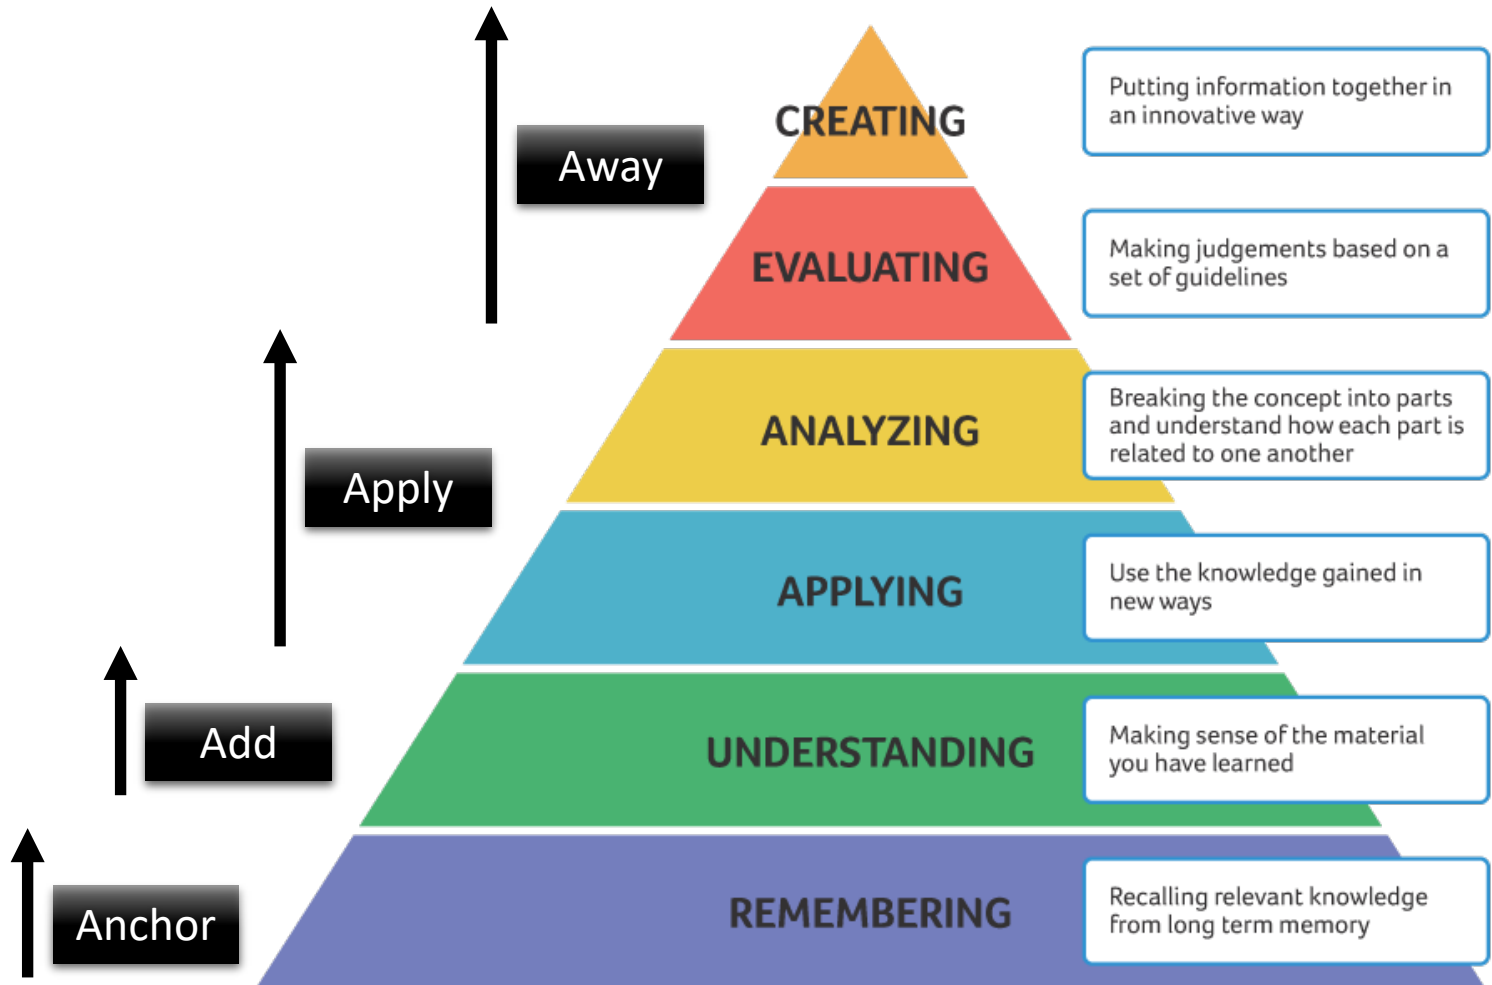 Away
CREATING
Putting information together in
an innovative way
EVALUATING
Making judgements based on a
set of guidelines
Apply
ANALYZING
Breaking the concept into parts
and understand how each part is
related to one another
APPLYING
Use the knowledge gained in
new ways
Add
UNDERSTANDING
Making sense of the material
you have learned
Anchor
REMEMBERING
Recalling relevant knowledge
from long term memory